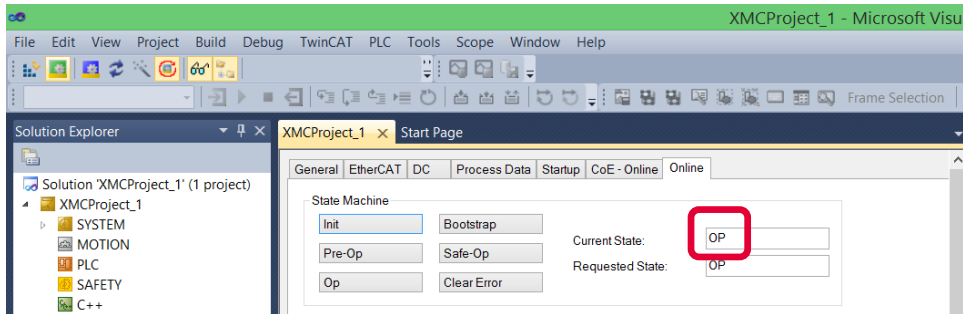 XMCProject_1 - Microsoft Visu
File Edit View Project Build Debug TwinCAT PLC Tools Scope Window Help
Frame Selection
Solution Explorer
XMCProject_1 Start Page
General EtherCAT DC Process Data Startup CoE - Online Online
Solution 'XMCProject_1' (1 project)
XMCProject_1
SYSTEM
MOTION
PLC
SAFETY
C++
State Machine
Init Bootstrap
Pre-Op Safe-Op
Op Clear Error
Current State: OP
Requested State: OP